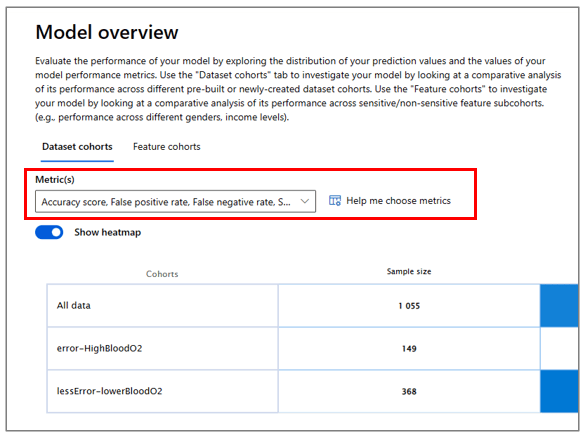 Model overview
Evaluate the performance of your model by exploring the distribution of your prediction values and the values of your
model performance metrics. Use the "Dataset cohorts" tab to investigate your model by looking at a comparative analysis
of its performance across different pre-built or newly-created dataset cohorts. Use the "Feature cohorts" to investigate
your model by looking at a comparative analysis of its performance across sensitive/non-sensitive feature subcohorts.
(e.g., performance across different genders, income levels).
Dataset cohorts Feature cohorts
Metric(s)
Accuracy score, False positive rate, False negative rate, S... Help me choose metrics
Show heatmap
Cohorts Sample size
All data 1 055
error-HighBloodO2 149
lessError-lowerBloodO2 368